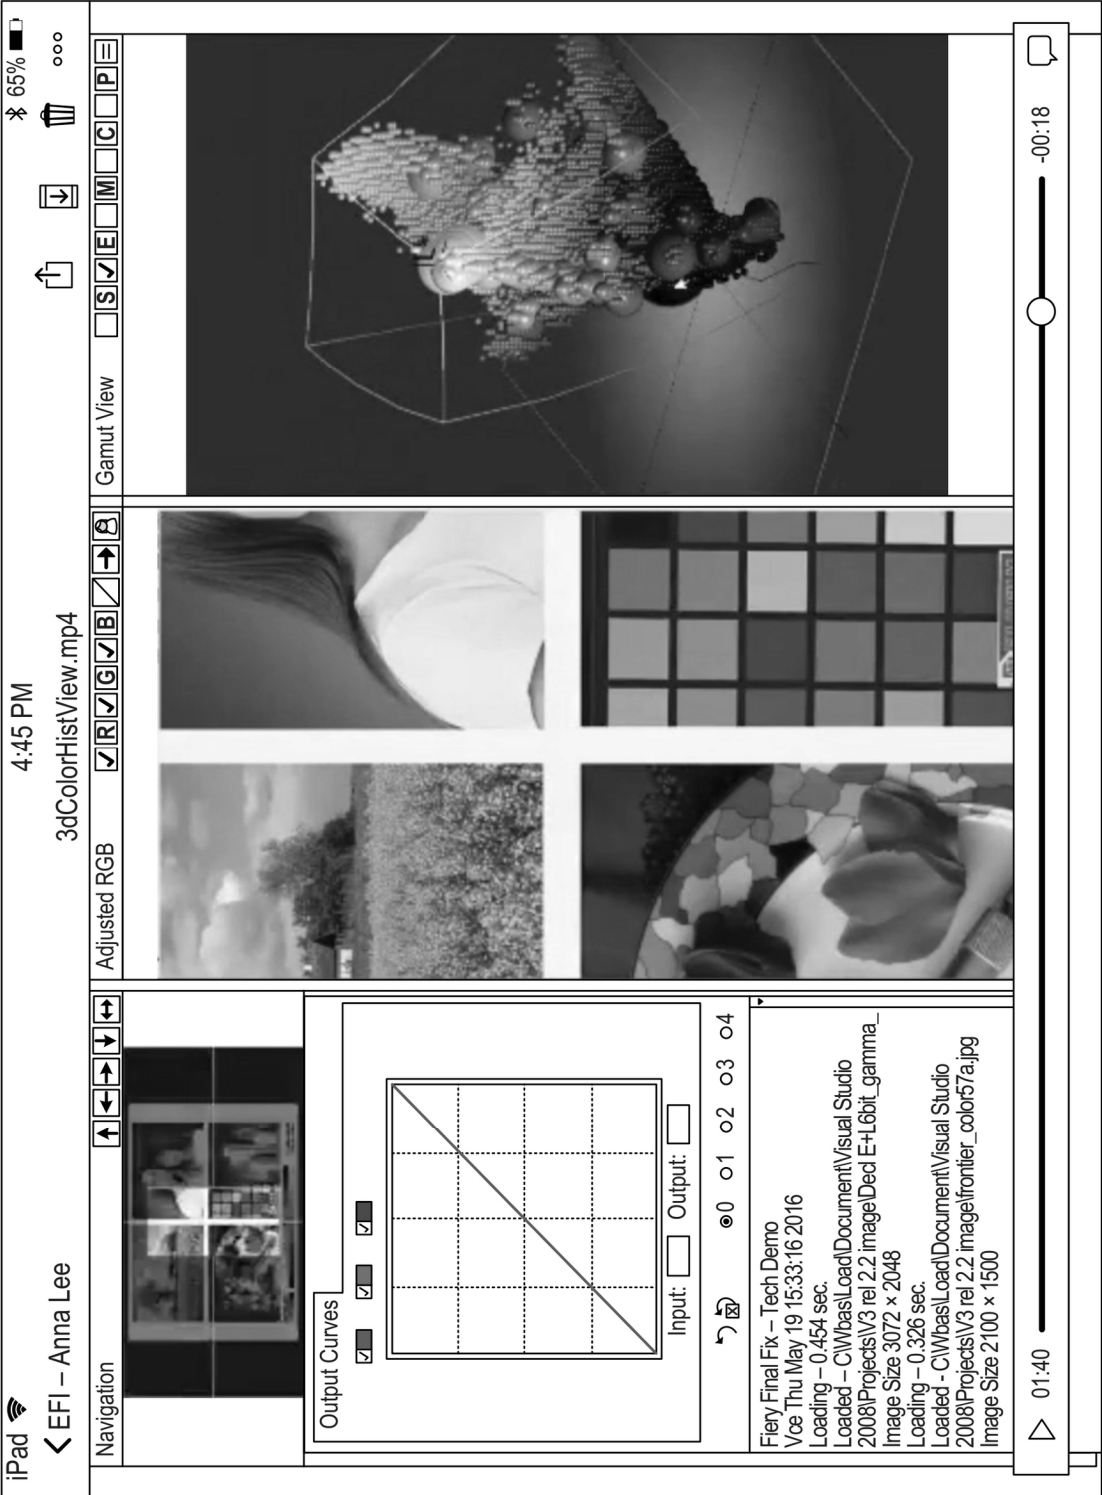 iPad 4:45 PM 65%
EFI – Anna Lee 3dColorHistView.mp4
Navigation
Adjusted RGB R G B
Gamut View S E M C P
Output Curves
Input: Output:
0 1 2 3 4
Fiery Final Fix – Tech Demo
Vce Thu May 19 15:33:16 2016
Loading – 0.454 sec.
Loaded – C\Wbas\Load\Document\Visual Studio
2008\Projects\V3 rel 2.2 image\Ded E+L6bit_gamma_
Image Size 3072 × 2048
Loading – 0.326 sec.
Loaded - C\Wbas\Load\Document\Visual Studio
2008\Projects\V3 rel 2.2 image\frontier_color57a.jpg
Image Size 2100 × 1500
01:40 -00:18